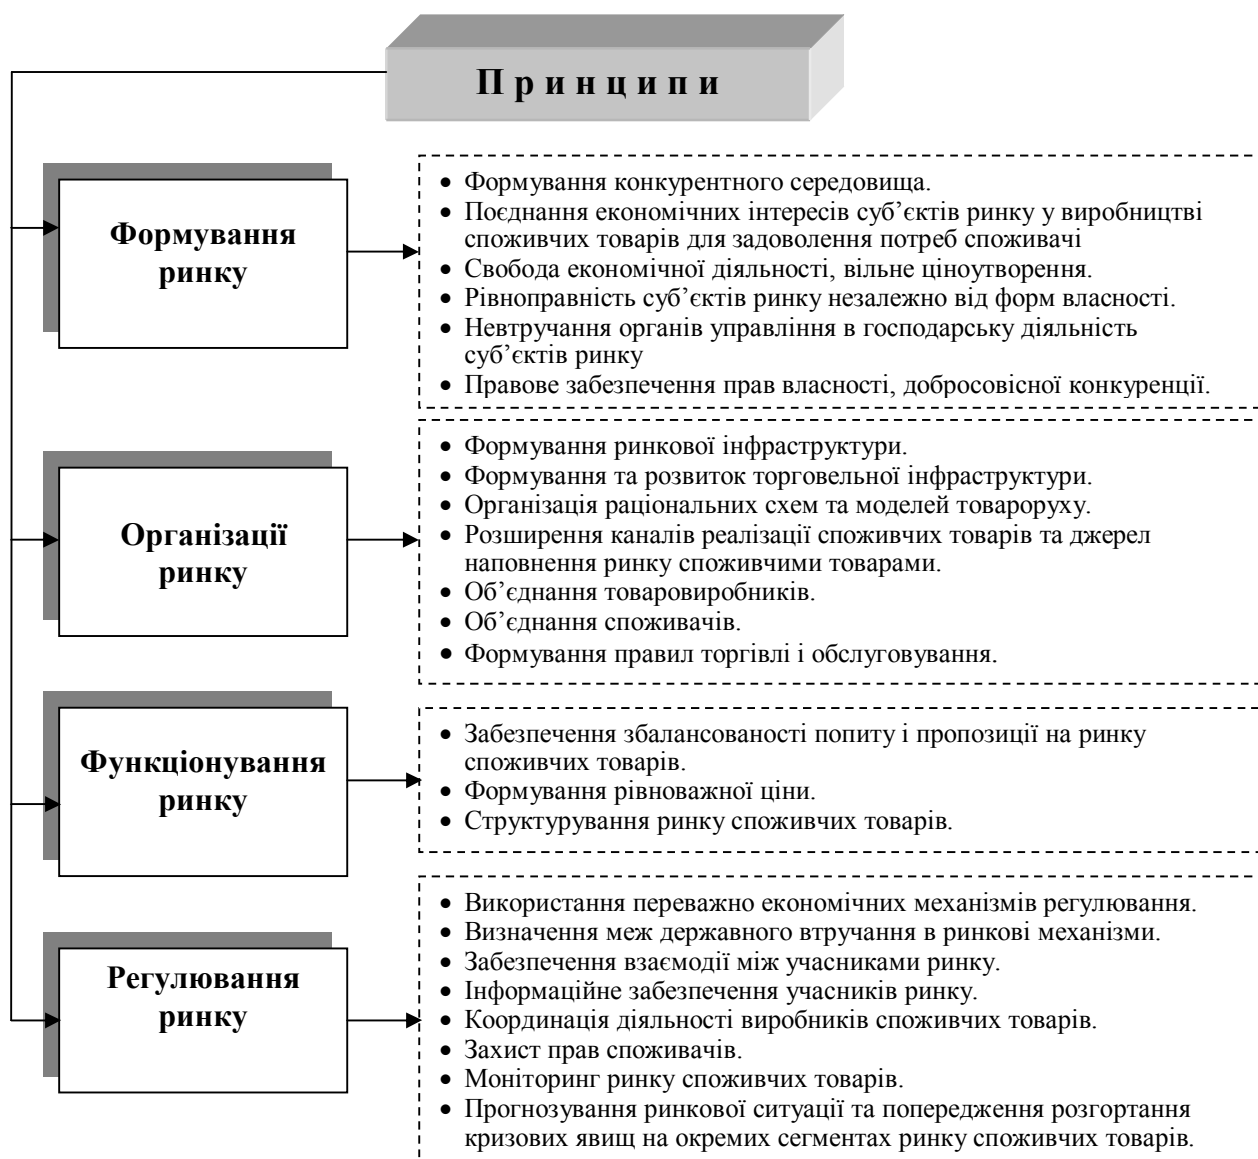 Принципи
Формування
ринку
• Формування конкурентного середовища.
• Поєднання економічних інтересів суб’єктів ринку у виробництві
споживчих товарів для задоволення потреб споживачі
• Свобода економічної діяльності, вільне ціноутворення.
• Рівноправність суб’єктів ринку незалежно від форм власності.
• Невтручання органів управління в господарську діяльність
суб’єктів ринку
• Правове забезпечення прав власності, добросовісної конкуренції.
Організації
ринку
• Формування ринкової інфраструктури.
• Формування та розвиток торговельної інфраструктури.
• Організація раціональних схем та моделей товароруху.
• Розширення каналів реалізації споживчих товарів та джерел
наповнення ринку споживчими товарами.
• Об’єднання товаровиробників.
• Об’єднання споживачів.
• Формування правил торгівлі і обслуговування.
Функціонування
ринку
• Забезпечення збалансованості попиту і пропозиції на ринку
споживчих товарів.
• Формування рівноважної ціни.
• Структурування ринку споживчих товарів.
Регулювання
ринку
• Використання переважно економічних механізмів регулювання.
• Визначення меж державного втручання в ринкові механізми.
• Забезпечення взаємодії між учасниками ринку.
• Інформаційне забезпечення учасників ринку.
• Координація діяльності виробників споживчих товарів.
• Захист прав споживачів.
• Моніторинг ринку споживчих товарів.
• Прогнозування ринкової ситуації та попередження розгортання
кризових явищ на окремих сегментах ринку споживчих товарів.